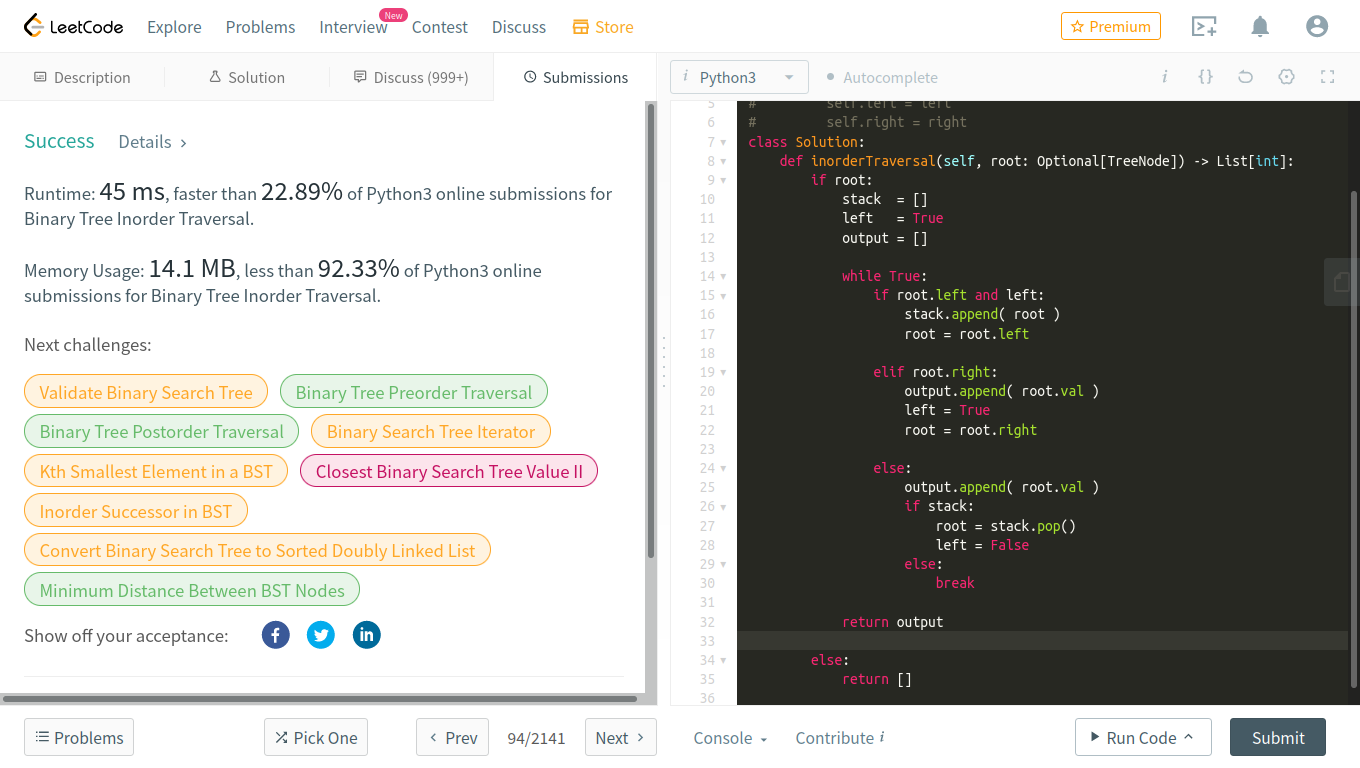 LeetCode Explore Problems Interview New Contest Discuss Store Premium
Description Solution Discuss (999+) Submissions
i Python3 Autocomplete i {}
Success Details >
Runtime: 45 ms, faster than 22.89% of Python3 online submissions for
Binary Tree Inorder Traversal.
Memory Usage: 14.1 MB, less than 92.33% of Python3 online
submissions for Binary Tree Inorder Traversal.
Next challenges:
Validate Binary Search Tree Binary Tree Preorder Traversal
Binary Tree Postorder Traversal Binary Search Tree Iterator
Kth Smallest Element in a BST Closest Binary Search Tree Value II
Inorder Successor in BST
Convert Binary Search Tree to Sorted Doubly Linked List
Minimum Distance Between BST Nodes
Show off your acceptance: f in
5 #         self.left = left
6 #         self.right = right
7 class Solution:
8     def inorderTraversal(self, root: Optional[TreeNode]) -> List[int]:
9         if root:
10             stack  = []
11             left   = True
12             output = []
13
14             while True:
15                 if root.left and left:
16                     stack.append( root )
17                     root = root.left
18
19                 elif root.right:
20                     output.append( root.val )
21                     left = True
22                     root = root.right
23
24                 else:
25                     output.append( root.val )
26                     if stack:
27                         root = stack.pop()
28                         left = False
29                     else:
30                         break
31
32             return output
33
34         else:
35             return []
36
Problems Pick One < Prev 94/2141 Next > Console Contribute i Run Code Submit